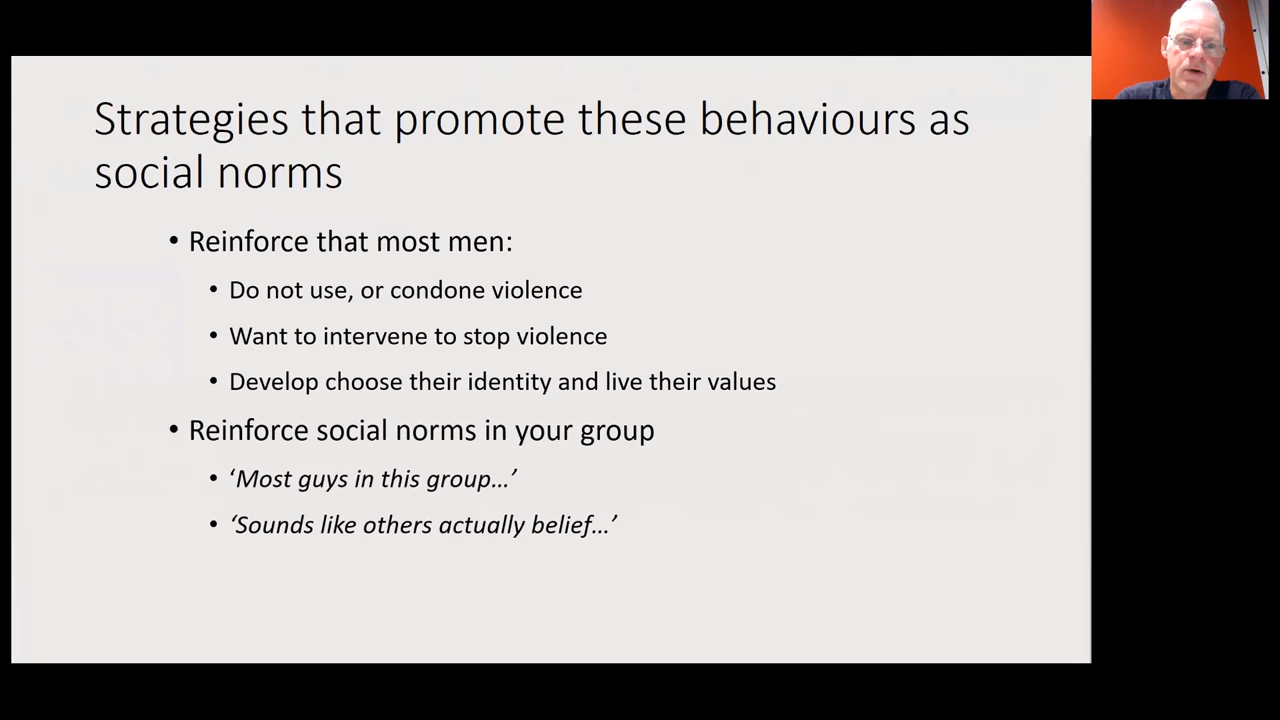 Strategies that promote these behaviours as
social norms
• Reinforce that most men:
• Do not use, or condone violence
• Want to intervene to stop violence
• Develop choose their identity and live their values
• Reinforce social norms in your group
• ‘Most guys in this group…’
• ‘Sounds like others actually belief…’